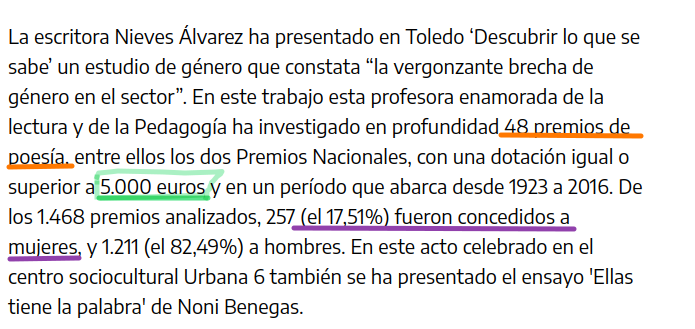 La escritora Nieves Álvarez ha presentado en Toledo ‘Descubrir lo que se
sabe’ un estudio de género que constata “la vergonzante brecha de
género en el sector”. En este trabajo esta profesora enamorada de la
lectura y de la Pedagogía ha investigado en profundidad 48 premios de
poesía, entre ellos los dos Premios Nacionales, con una dotación igual o
superior a 5.000 euros y en un período que abarca desde 1923 a 2016. De
los 1.468 premios analizados, 257 (el 17,51%) fueron concedidos a
mujeres, y 1.211 (el 82,49%) a hombres. En este acto celebrado en el
centro sociocultural Urbana 6 también se ha presentado el ensayo 'Ellas
tiene la palabra' de Noni Benegas.